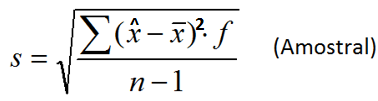 s = √(∑(x̂ − x̄)²· f / (n − 1)) (Amostral)